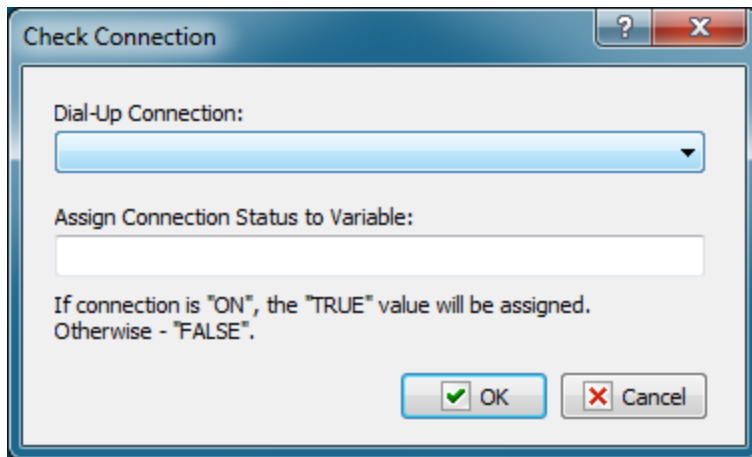 Check Connection
?
Dial-Up Connection:
Assign Connection Status to Variable:
If connection is "ON", the "TRUE" value will be assigned.
Otherwise - "FALSE".
OK Cancel